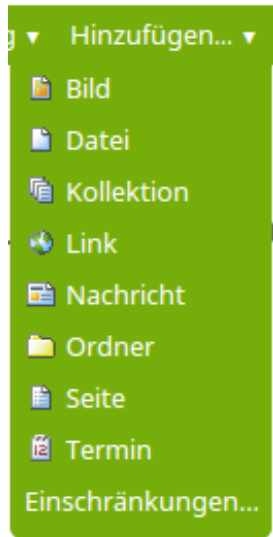 Hinzufügen...
Bild
Datei
Kollektion
Link
Nachricht
Ordner
Seite
Termin
Einschränkungen...